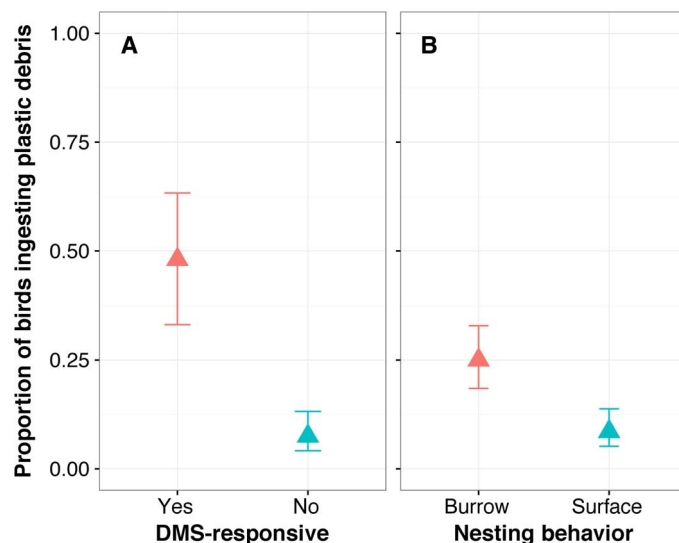 Proportion of birds ingesting plastic debris
1.00
0.75
0.50
0.25
0.00
A
B
Yes No Burrow Surface
DMS-responsive Nesting behavior